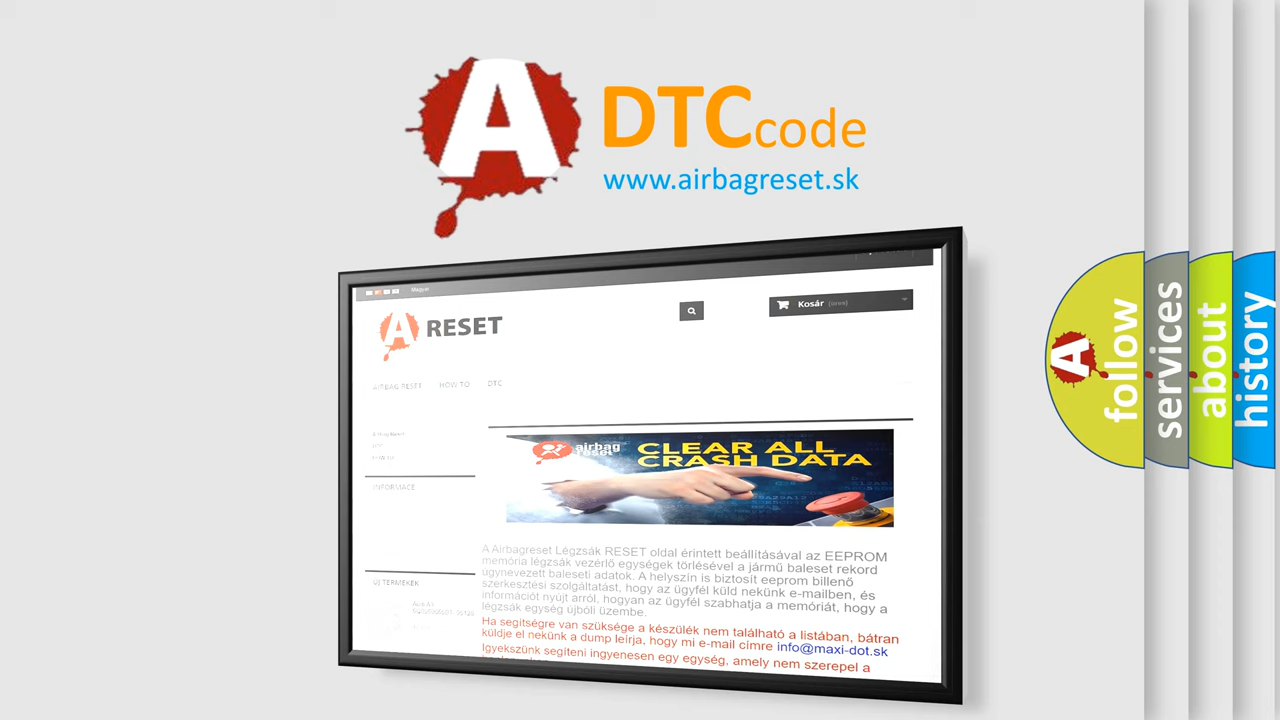 A
DTCcode
www.airbagreset.sk
Magyar
A RESET
Kosár (üres)
AIRBAG RESET HOW TO DTC
INFORMACE
airbag
reset
CLEAR ALL
CRASH DATA
A Airbagreset Légzsák RESET oldal érintett beállításával az EEPROM
memória légzsák vezérlő egységek törlésével a jármű baleset rekord
úgynevezett baleseti adatok. A helyszín is biztosít eeprom billenő
szerkesztési szolgáltatást, hogy az ügyfél küld nekünk e-mailben, és
információt nyújt arról, hogyan az ügyfél szabhatja a memóriát, hogy a
légzsák egység újbóli üzembe.
Ha segítségre van szüksége a készülék nem található a listában, bátran
küldje el nekünk a dump leírja, hogy mi e-mail címre info@maxi-dot.sk
Igyekszünk segíteni ingyenesen egy egység, amely nem szerepel a
ÚJ TERMÉKEK
A
follow
services
about
history